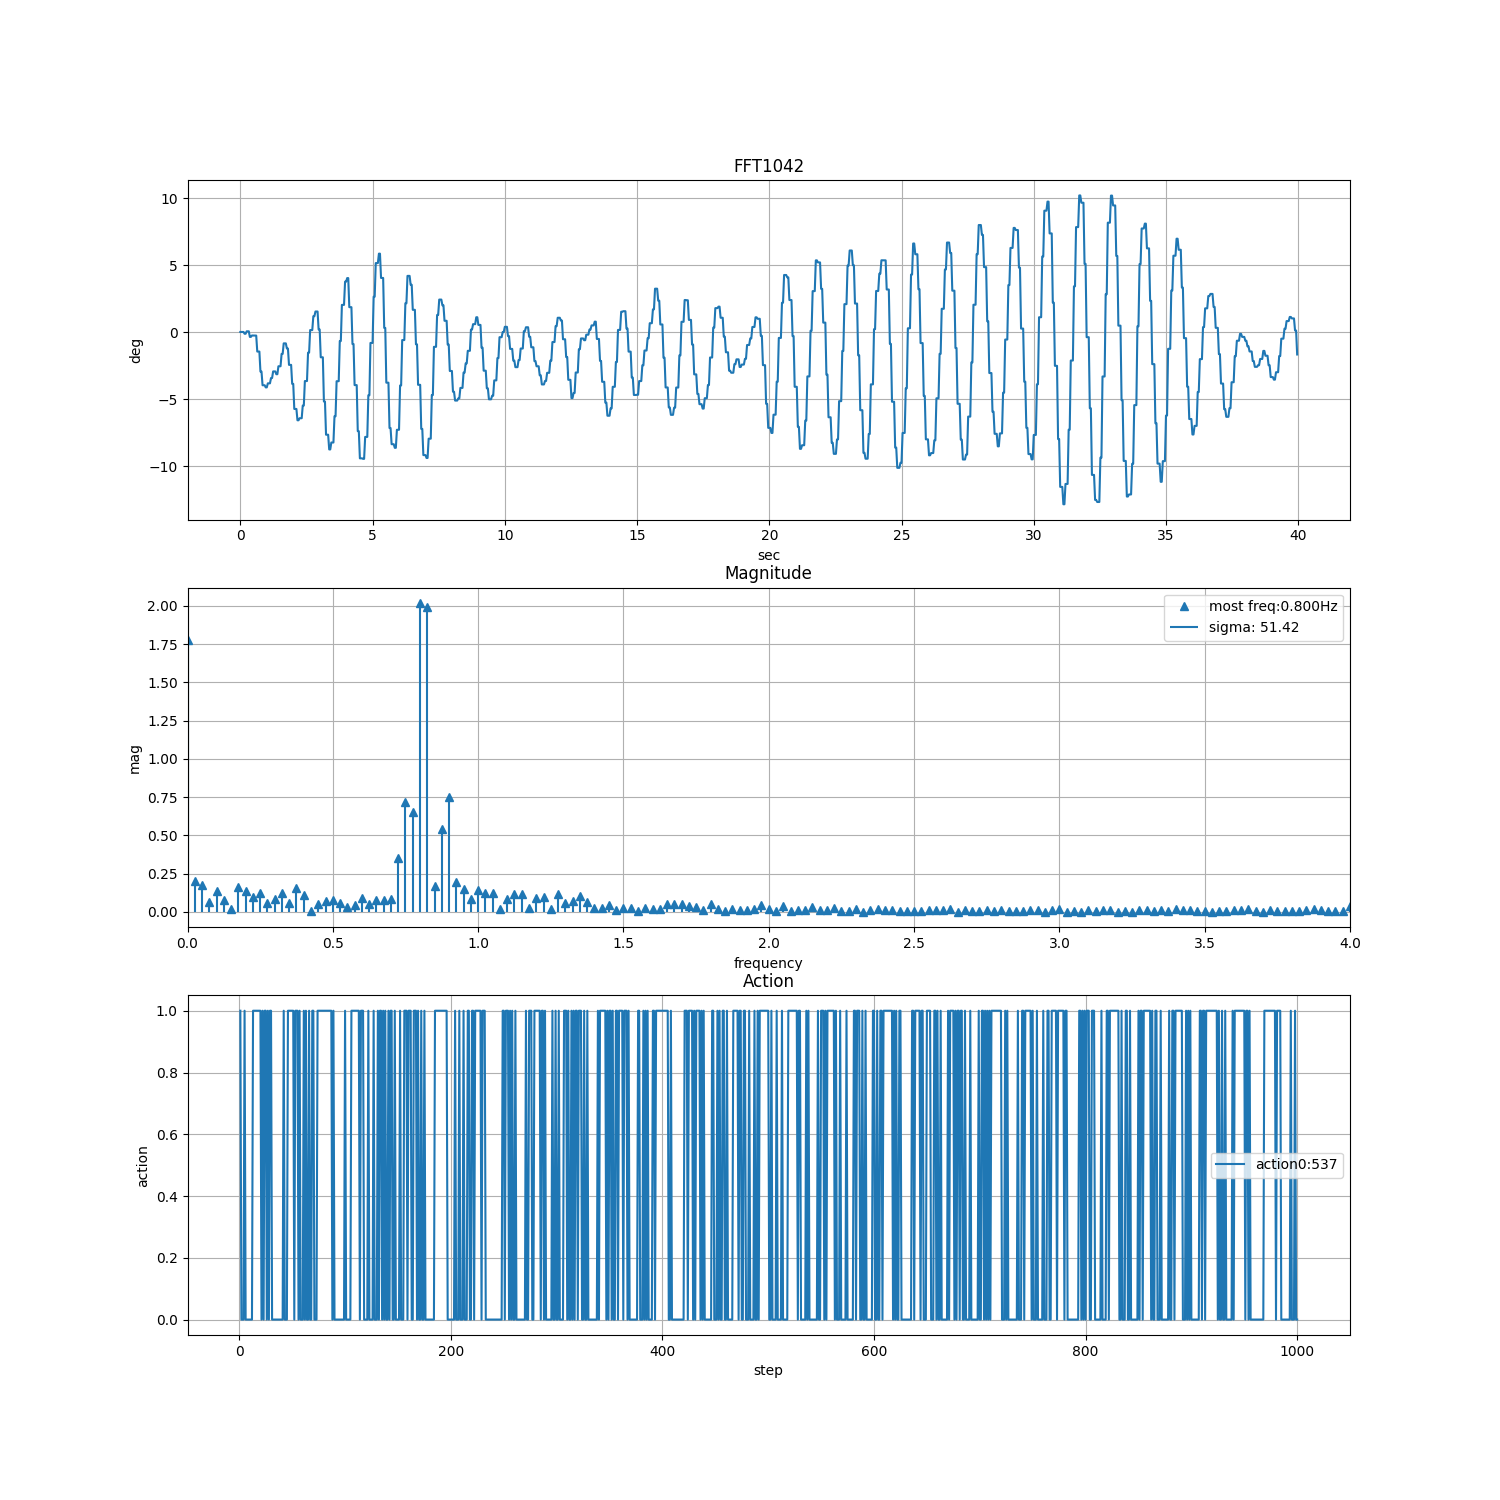 FFT1042
10
5
0
−5
−10
deg
0 5 10 15 20 25 30 35 40
sec
Magnitude
2.00
1.75
1.50
1.25
1.00
0.75
0.50
0.25
0.00
mag
most freq:0.800Hz
sigma: 51.42
0.0 0.5 1.0 1.5 2.0 2.5 3.0 3.5 4.0
frequency
Action
1.0
0.8
0.6
0.4
0.2
0.0
action
action0:537
0 200 400 600 800 1000
step